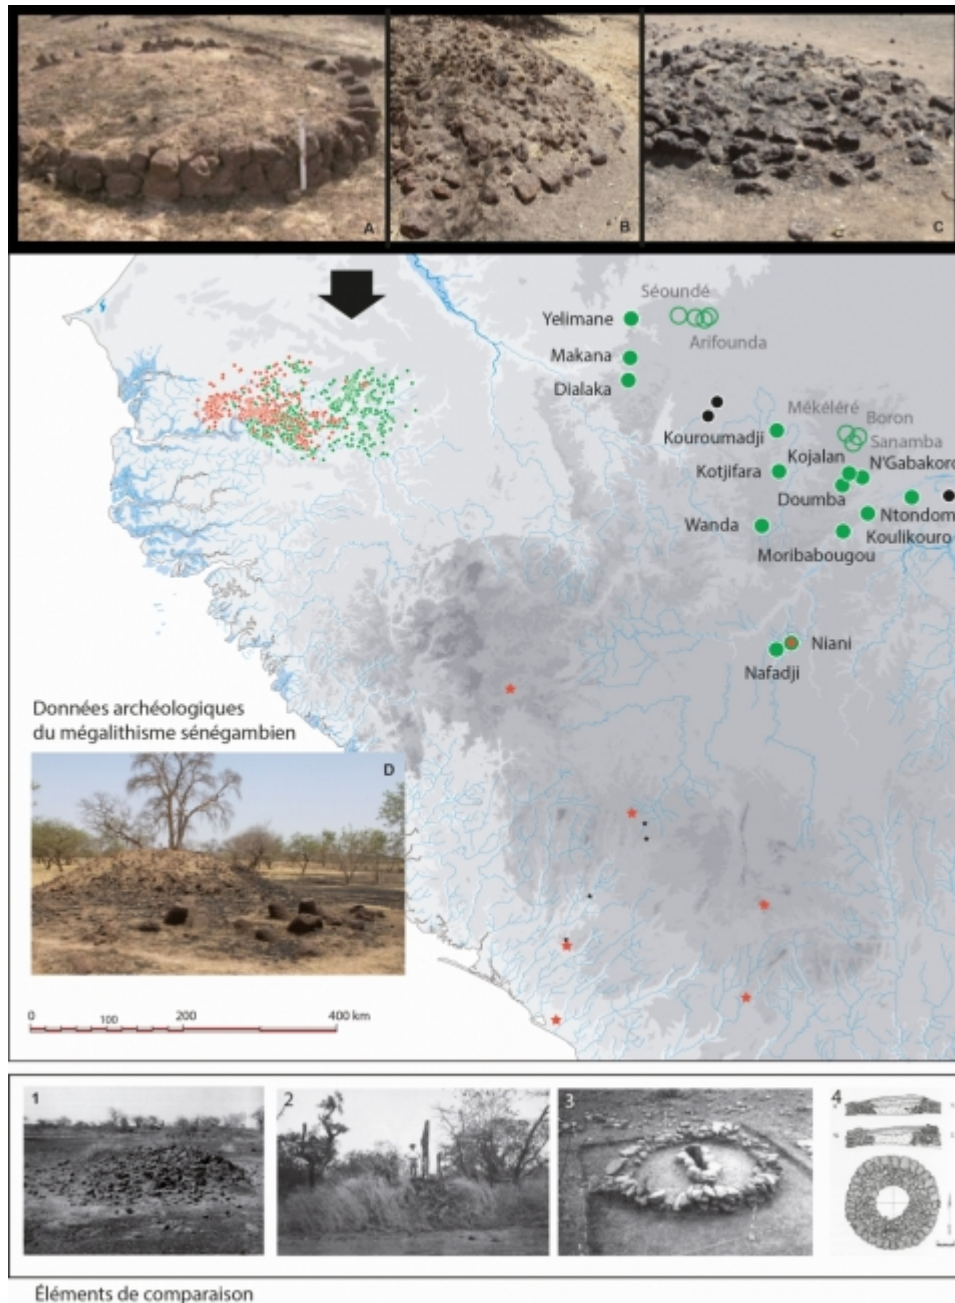 A
B
C
Séoundé
Yelimane
Arifounda
Makana
Dialaka
Mékéléré
Boron
Kouroumadji
Sanamba
Kojalan
N'Gabakoro
Kotjifara
Doumba
Ntondom
Wanda
Koulikouro
Moribabougou
Niani
Nafadji
Données archéologiques
du mégalithisme sénégambien
D
0 100 200 400 km
1
2
3
4
Éléments de comparaison